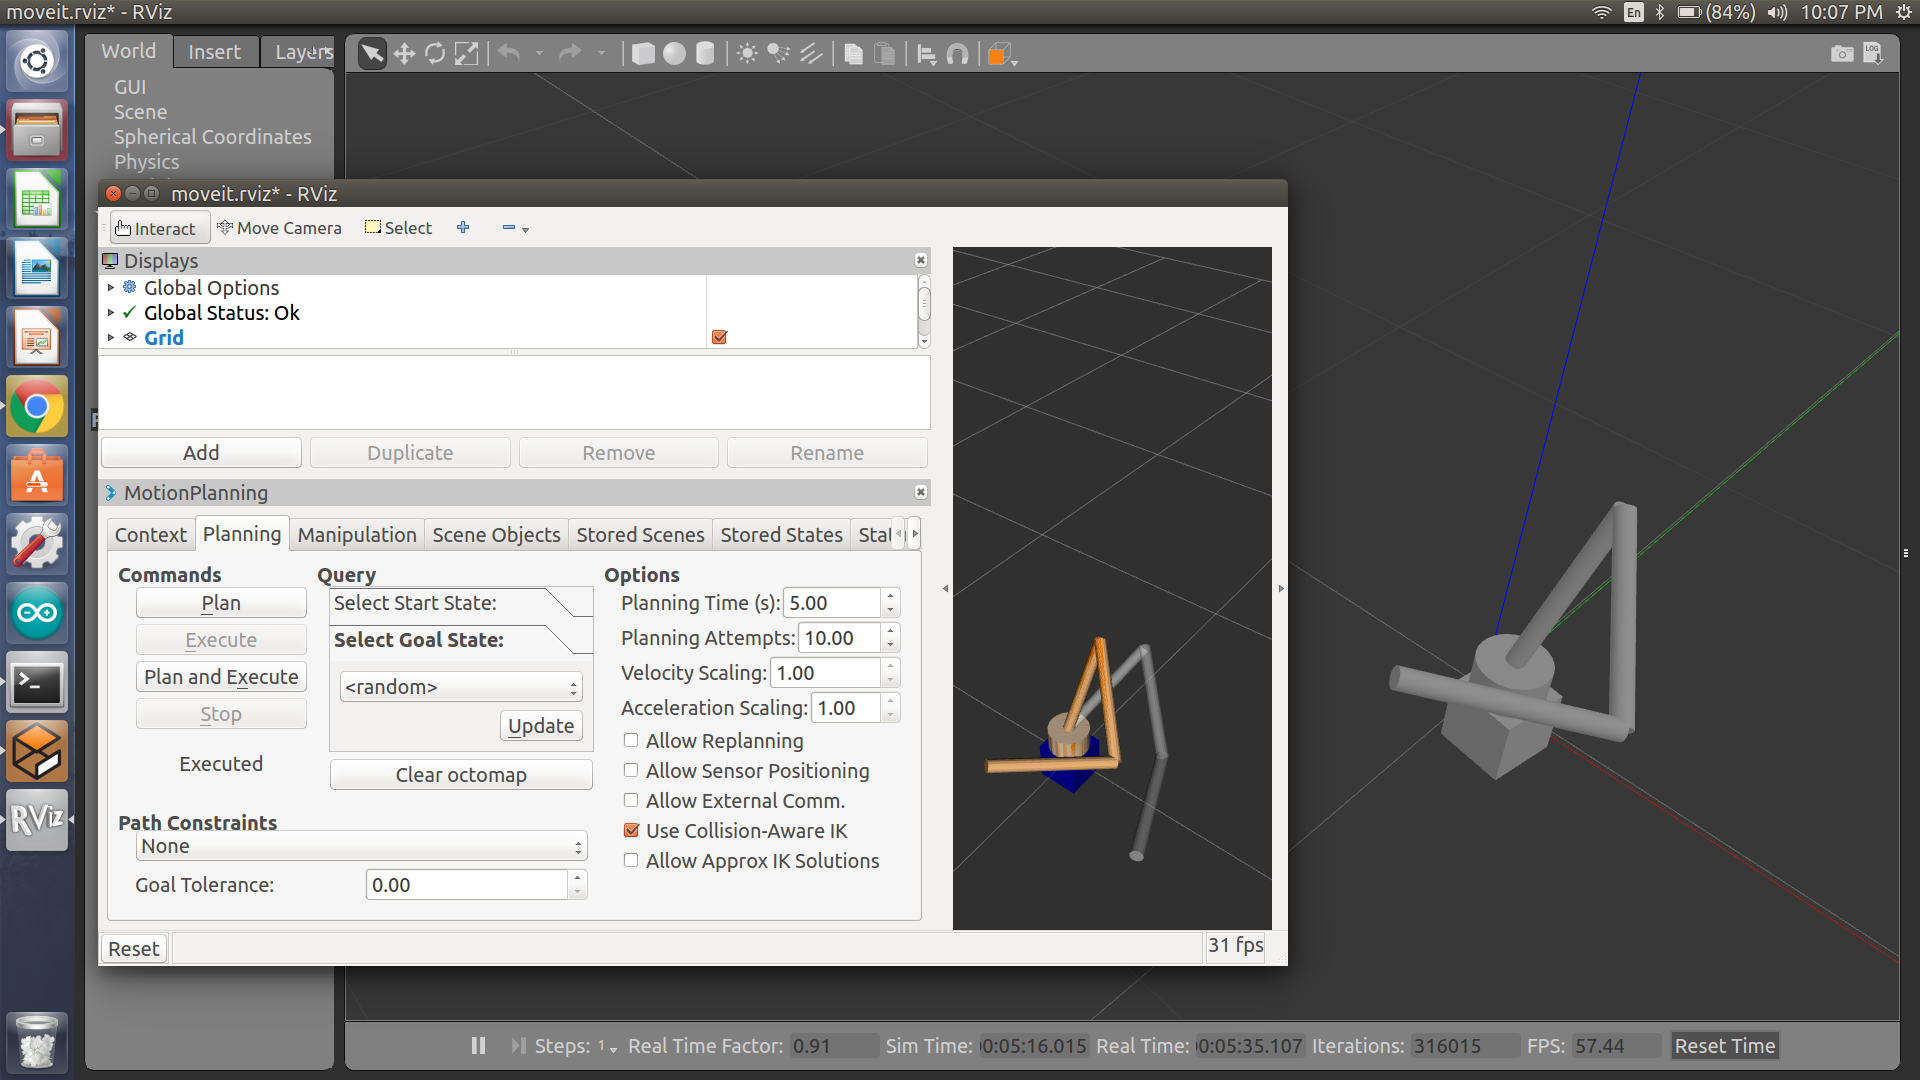 moveit.rviz* - RViz
En
(84%)
10:07 PM
World
Insert
Layers
GUI
Scene
Spherical Coordinates
Physics
LOG
moveit.rviz* - RViz
Interact
Move Camera
Select
Displays
Global Options
Global Status: Ok
Grid
Add
Duplicate
Remove
Rename
MotionPlanning
Context
Planning
Manipulation
Scene Objects
Stored Scenes
Stored States
Commands
Query
Options
Plan
Select Start State:
Planning Time (s): 5.00
Execute
Select Goal State:
Planning Attempts: 10.00
Plan and Execute
<random>
Velocity Scaling: 1.00
Stop
Update
Acceleration Scaling: 1.00
Executed
Clear octomap
Allow Replanning
Allow Sensor Positioning
Allow External Comm.
Use Collision-Aware IK
Allow Approx IK Solutions
Path Constraints
None
Goal Tolerance: 0.00
Reset
31 fps
RViz
Steps: 1
Real Time Factor: 0.91
Sim Time: 0:05:16.015
Real Time: 0:05:35.107
Iterations: 316015
FPS: 57.44
Reset Time